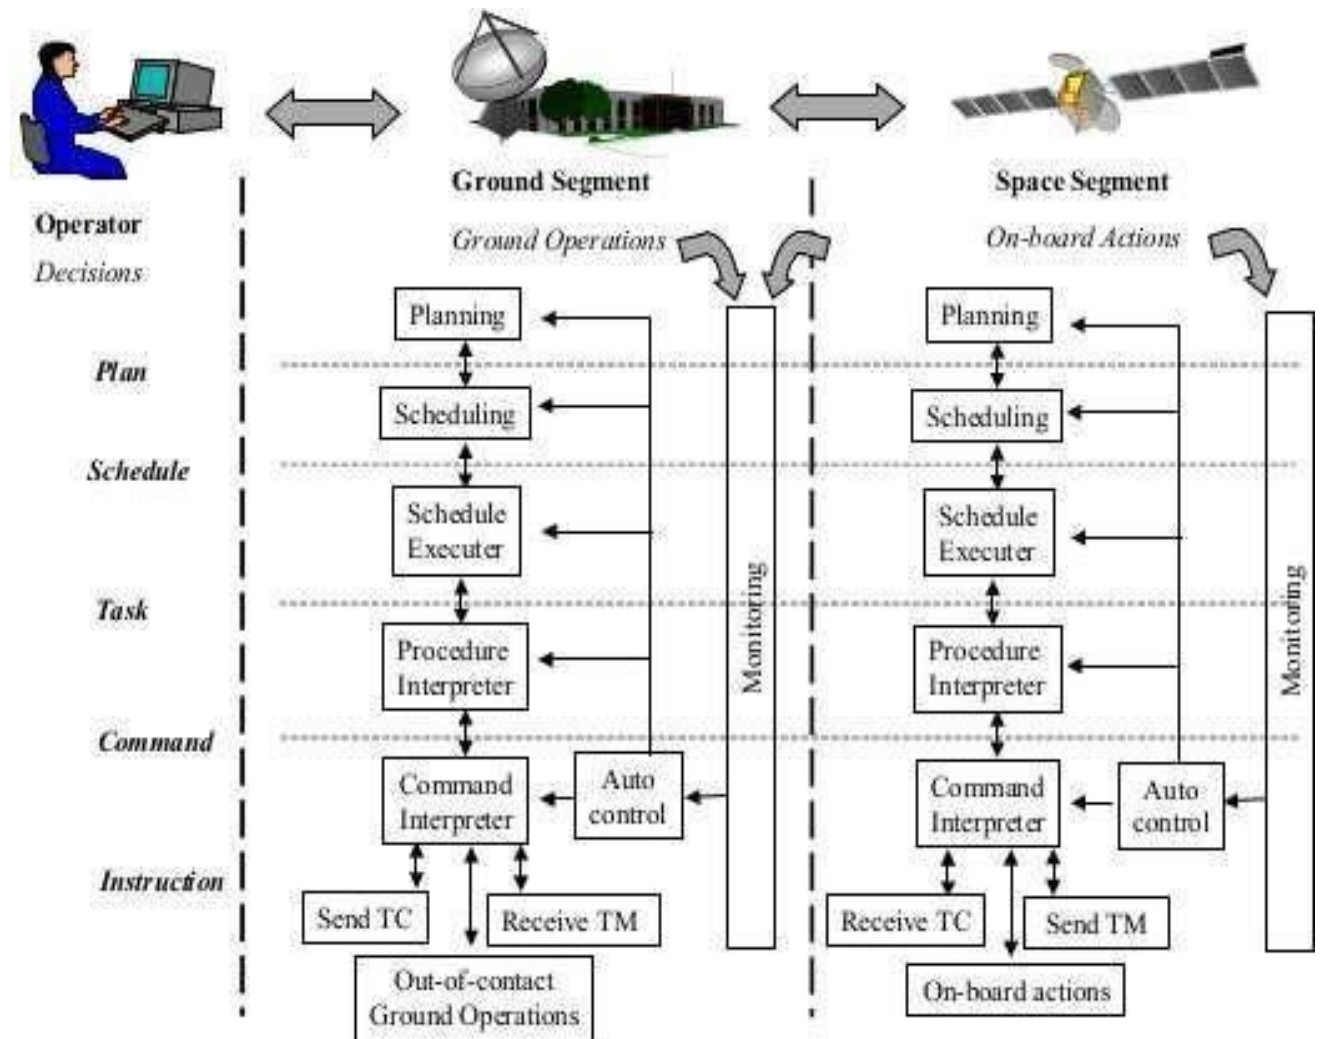 Ground Segment
Space Segment
Operator
Decisions
Ground Operations
On-board Actions
Plan
Schedule
Task
Command
Instruction
Planning
Scheduling
Schedule
Executer
Procedure
Interpreter
Command
Interpreter
Auto
control
Monitoring
Send TC
Receive TM
Out-of-contact
Ground Operations
Planning
Scheduling
Schedule
Executer
Procedure
Interpreter
Command
Interpreter
Auto
control
Monitoring
Receive TC
Send TM
On-board actions